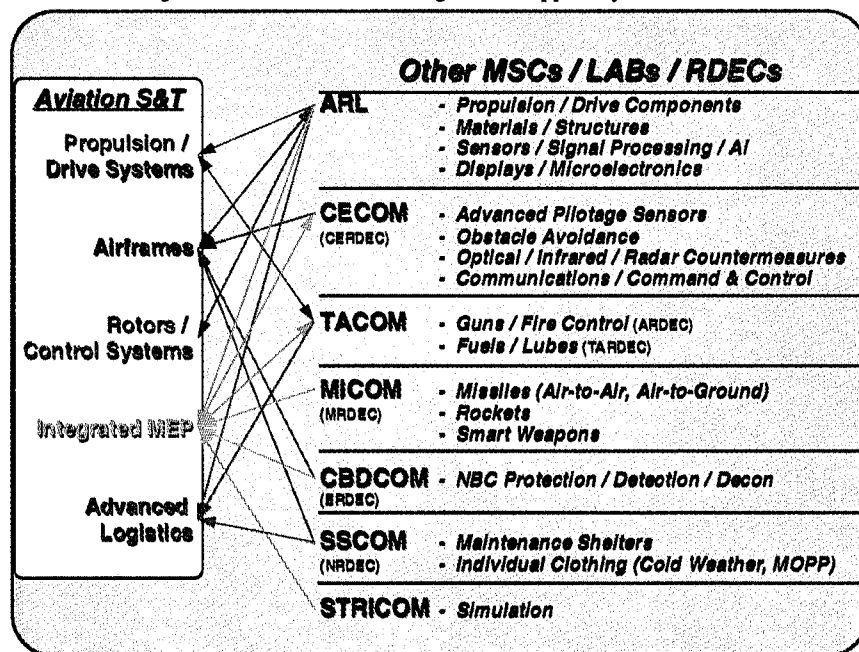 Other MSCs / LABs / RDECs
Aviation S&T
Propulsion /
Drive Systems
Airframes
Rotors /
Control Systems
Integrated MEP
Advanced
Logistics
ARL - Propulsion / Drive Components
- Materials / Structures
- Sensors / Signal Processing / AI
- Displays / Microelectronics
CECOM - Advanced Pilotage Sensors
(CERDEC) - Obstacle Avoidance
- Optical / Infrared / Radar Countermeasures
- Communications / Command & Control
TACOM - Guns / Fire Control (ARDEC)
- Fuels / Lubes (TARDEC)
MICOM - Missiles (Air-to-Air, Air-to-Ground)
(MRDEC) - Rockets
- Smart Weapons
CBDCOM - NBC Protection / Detection / Decon
(ERDEC)
SSCOM - Maintenance Shelters
(NRDEC) - Individual Clothing (Cold Weather, MOPP)
STRICOM - Simulation